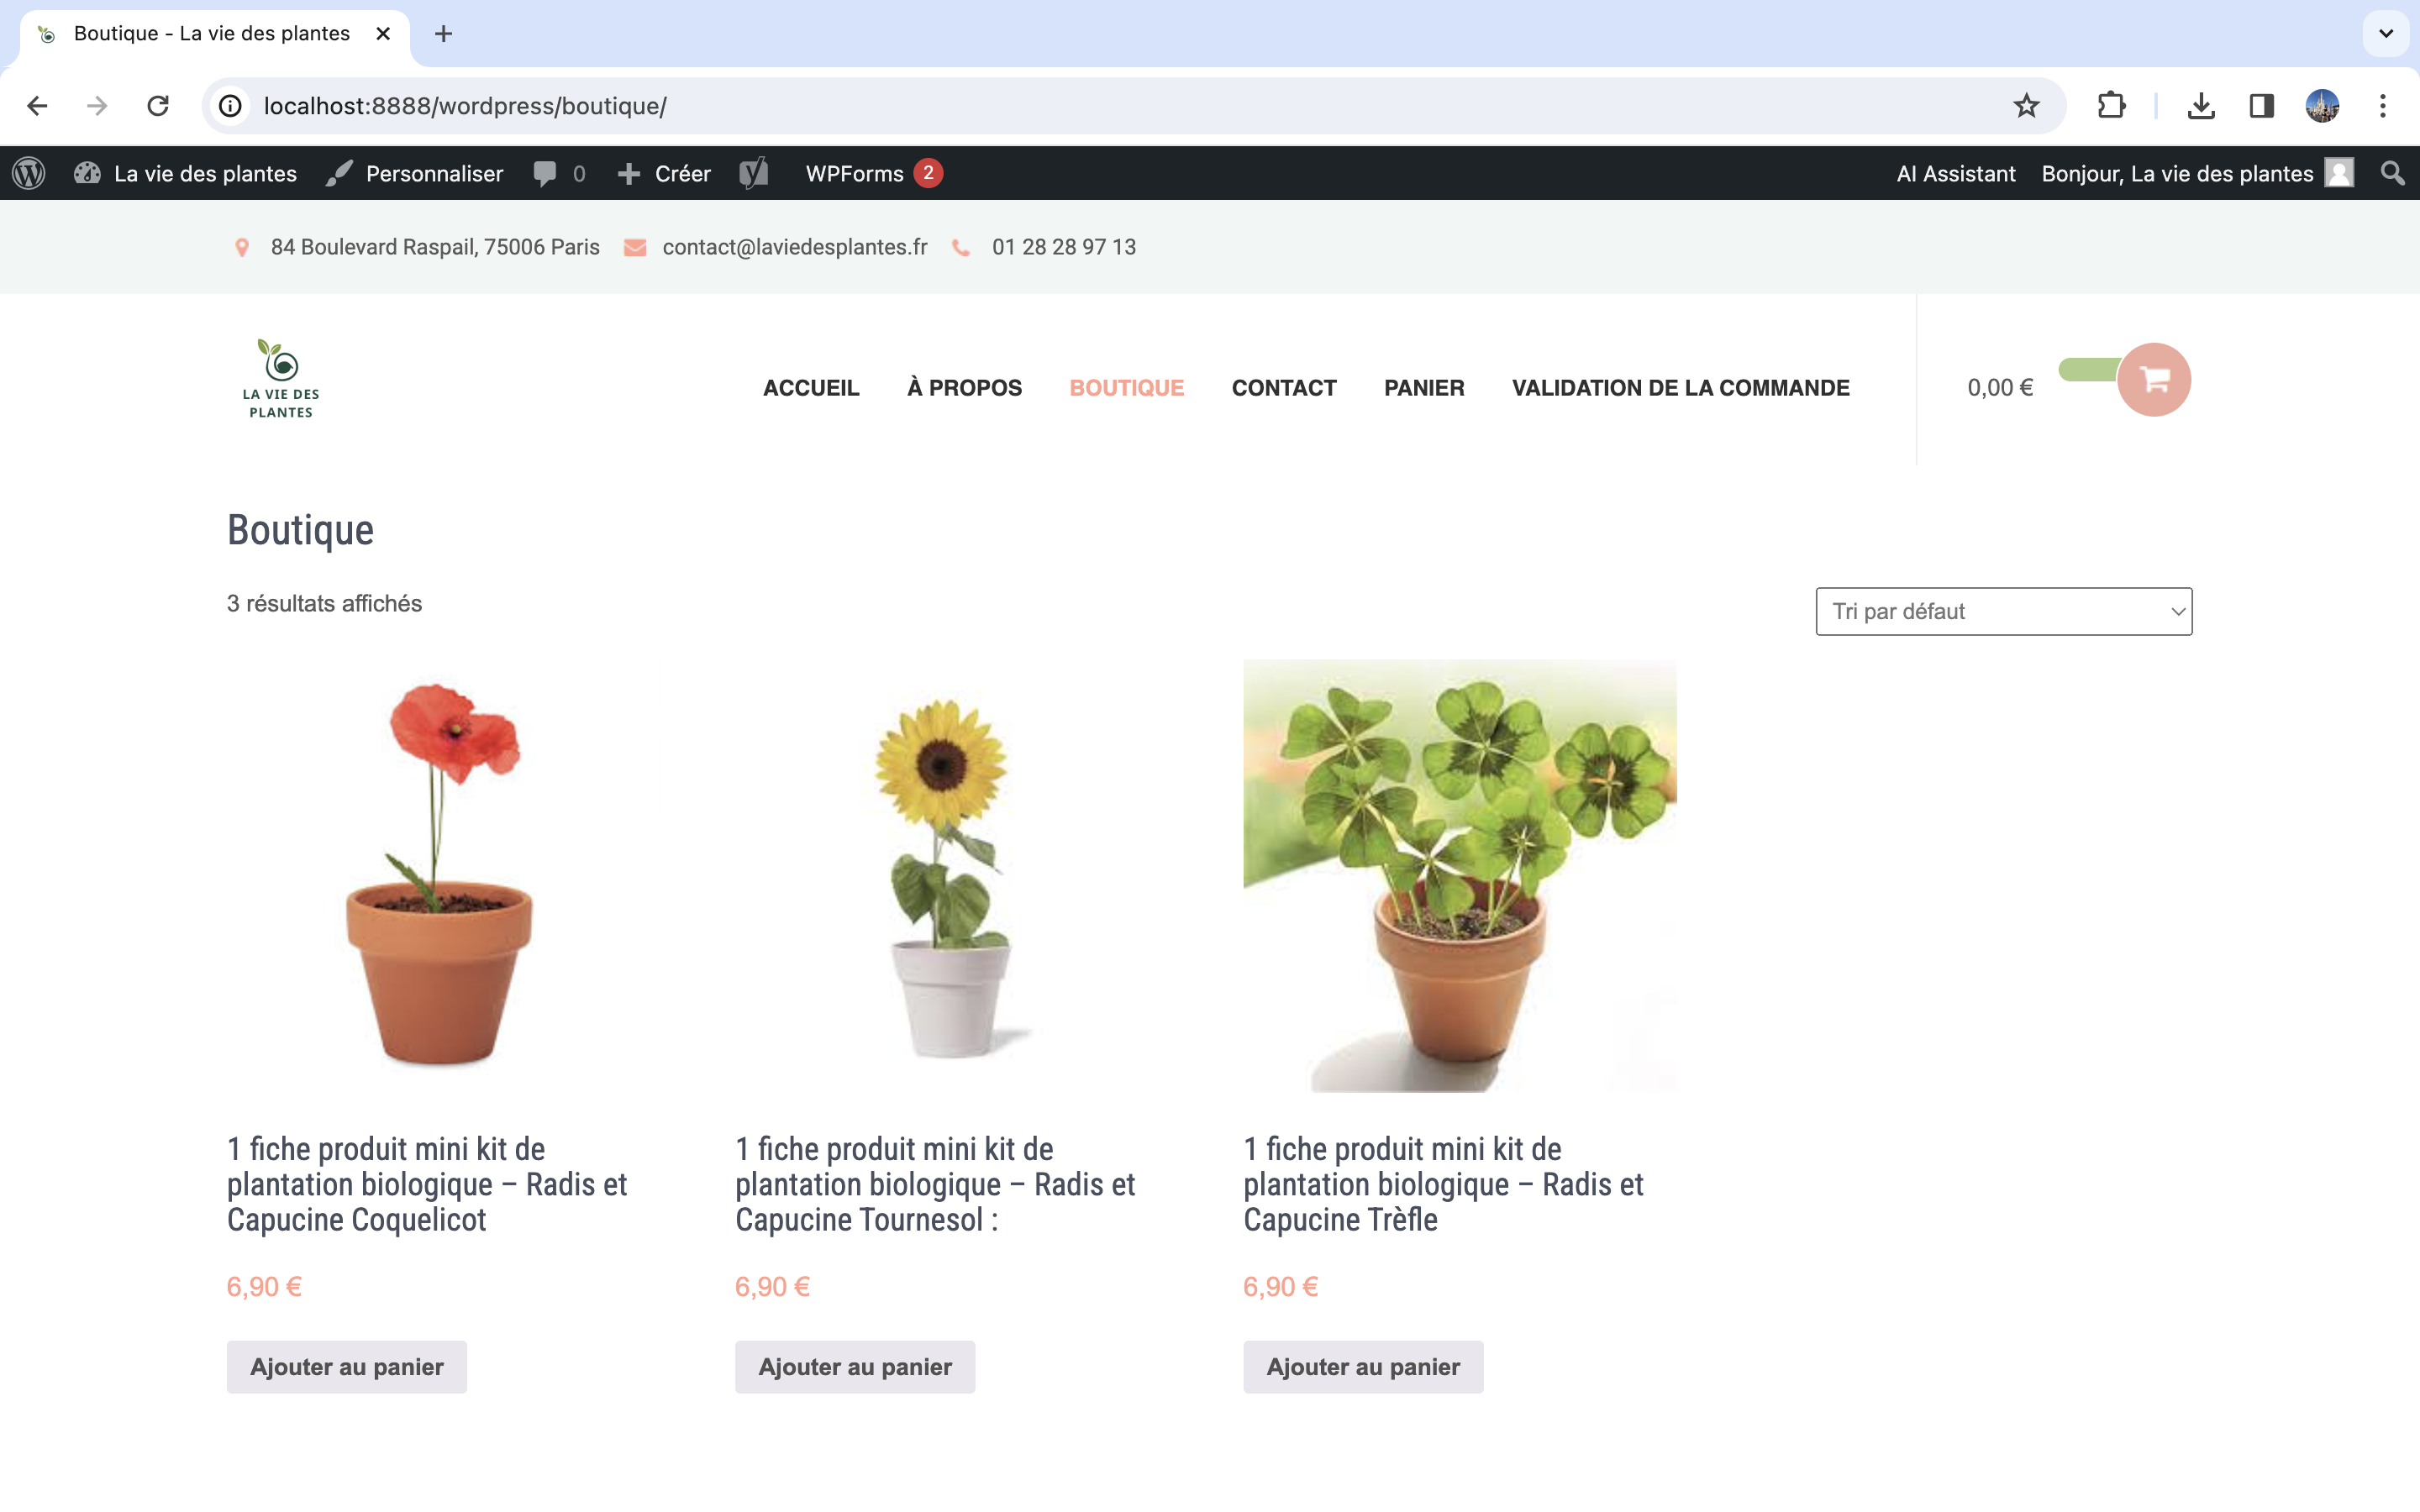 Boutique - La vie des plantes
localhost:8888/wordpress/boutique/
La vie des plantes Personnaliser 0 Créer WPForms 2 AI Assistant Bonjour, La vie des plantes
84 Boulevard Raspail, 75006 Paris contact@laviedesplantes.fr 01 28 28 97 13
LA VIE DES
PLANTES
ACCUEIL À PROPOS BOUTIQUE CONTACT PANIER VALIDATION DE LA COMMANDE 0,00 €
Boutique
3 résultats affichés
Tri par défaut
1 fiche produit mini kit de
plantation biologique – Radis et
Capucine Coquelicot
6,90 €
Ajouter au panier
1 fiche produit mini kit de
plantation biologique – Radis et
Capucine Tournesol :
6,90 €
Ajouter au panier
1 fiche produit mini kit de
plantation biologique – Radis et
Capucine Trèfle
6,90 €
Ajouter au panier